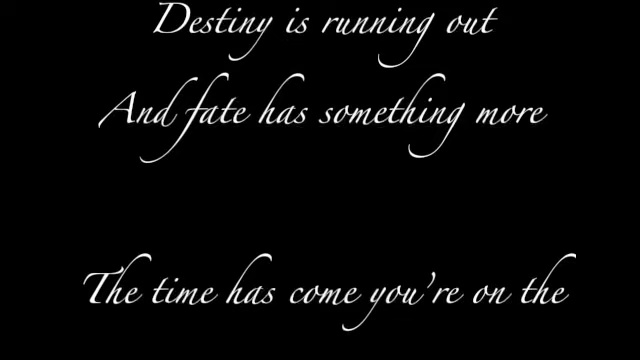 Destiny is running out
And fate has something more
The time has come you're on the